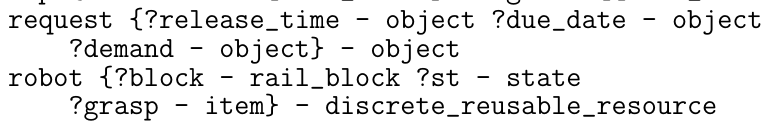 request {?release_time - object ?due_date - object
?demand - object} - object
robot {?block - rail_block ?st - state
?grasp - item} - discrete_reusable_resource